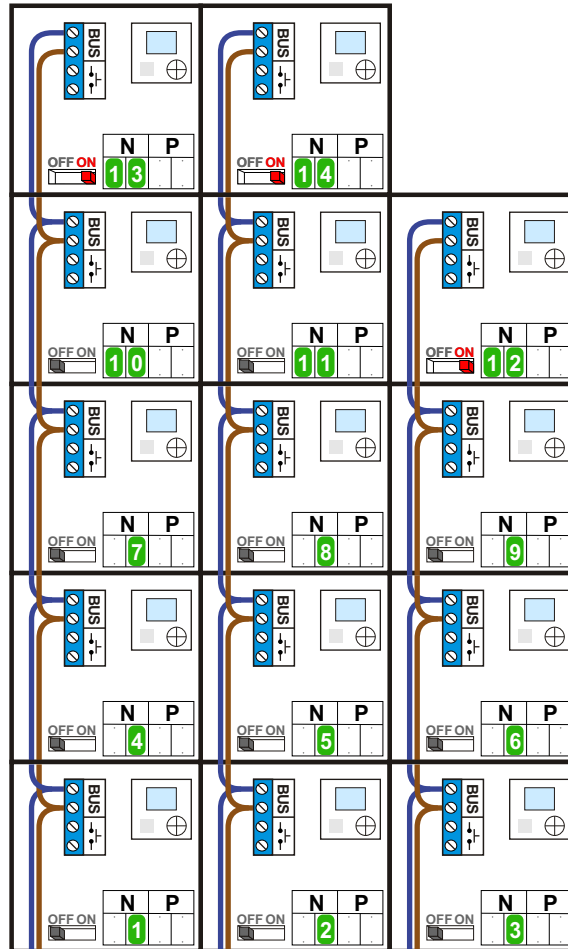 BUS BUS
N P N P
OFF ON 13 OFF ON 14
BUS BUS BUS
N P N P N P
OFF ON 10 OFF ON 11 OFF ON 12
BUS BUS BUS
N P N P N P
OFF ON 7 OFF ON 8 OFF ON 9
BUS BUS BUS
N P N P N P
OFF ON 4 OFF ON 5 OFF ON 6
BUS BUS BUS
N P N P N P
OFF ON 1 OFF ON 2 OFF ON 3